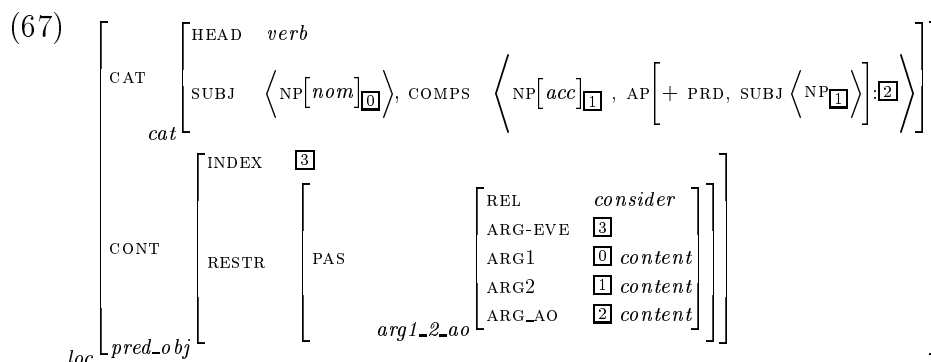 (67)
HEAD verb
CAT
SUBJ ⟨NP[nom]0⟩, COMPS ⟨NP[acc]1 , AP[+ PRD, SUBJ ⟨NP1⟩]:2⟩
cat
INDEX 3
REL consider
ARG-EVE 3
CONT
RESTR PAS ARG1 0 content
ARG2 1 content
ARG_AO 2 content
arg1_2_ao
pred_obj
loc